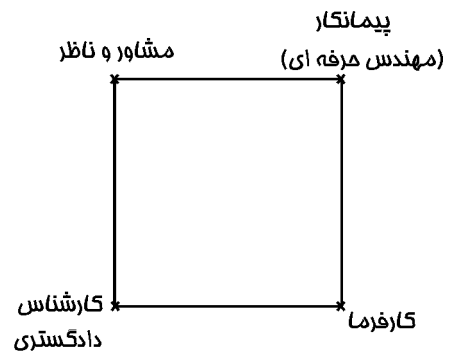 پیمانکار
(مهندس حرفه ای)
مشاور و ناظر
کارفرما
کارشناس
دادگستری